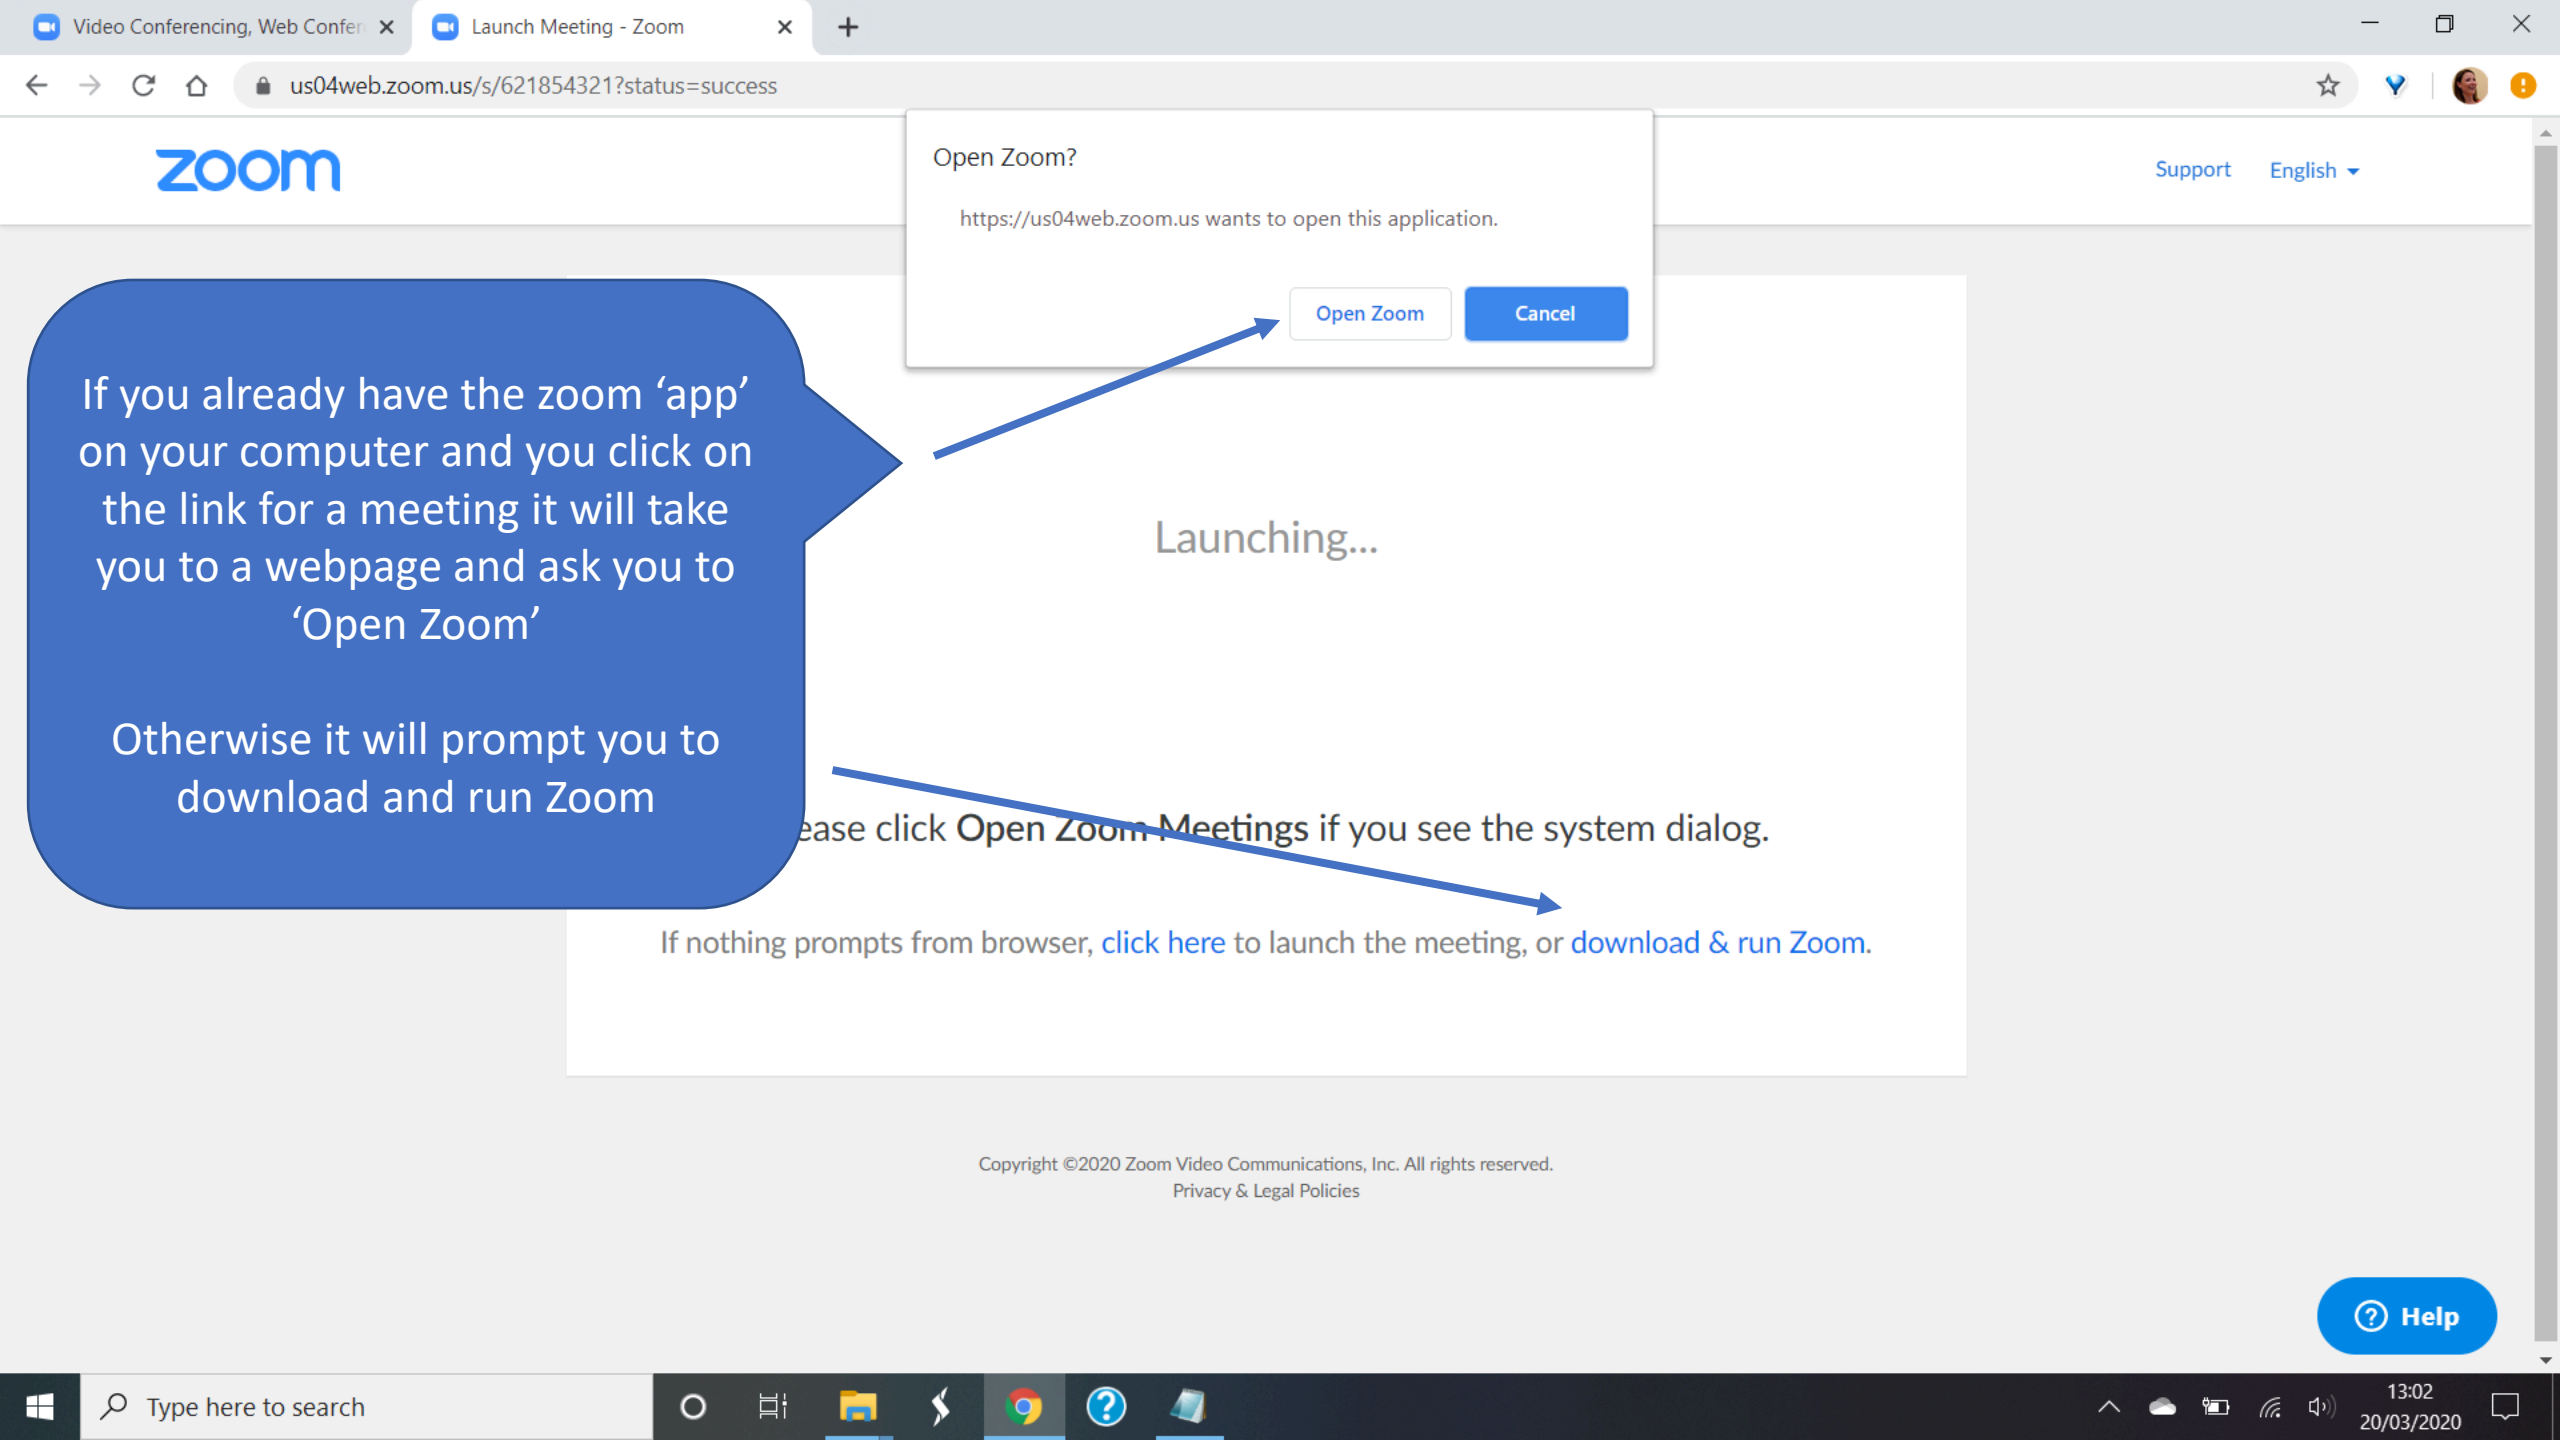 Video Conferencing, Web Confer
Launch Meeting - Zoom
us04web.zoom.us/s/621854321?status=success
zoom
Support
English
Open Zoom?
https://us04web.zoom.us wants to open this application.
Open Zoom
Cancel
If you already have the zoom ‘app’
on your computer and you click on
the link for a meeting it will take
you to a webpage and ask you to
‘Open Zoom’
Otherwise it will prompt you to
download and run Zoom
Launching...
ease click Open Zoom Meetings if you see the system dialog.
If nothing prompts from browser, click here to launch the meeting, or download & run Zoom.
Copyright ©2020 Zoom Video Communications, Inc. All rights reserved.
Privacy & Legal Policies
Help
Type here to search
13:02
20/03/2020